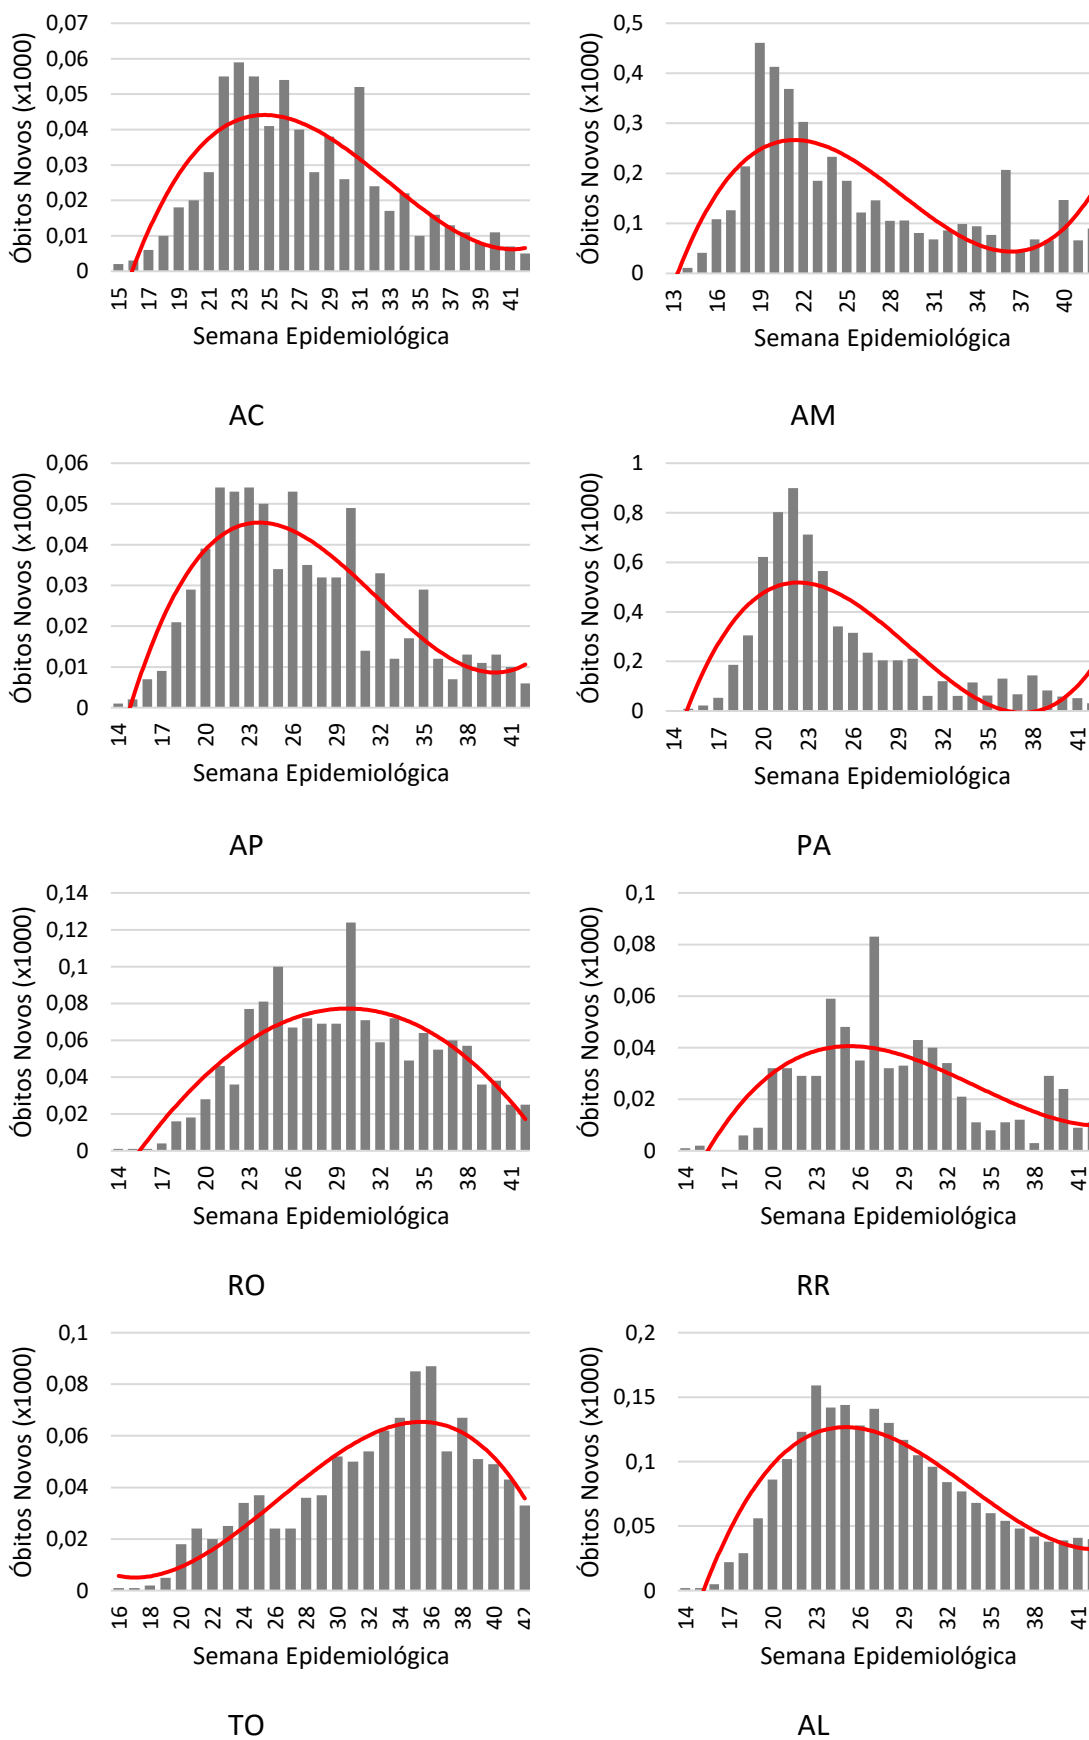 0,07
0,06
0,05
0,04
0,03
0,02
0,01
0
Óbitos Novos (x1000)
15 17 19 21 23 25 27 29 31 33 35 37 39 41
Semana Epidemiológica
AC
0,5
0,4
0,3
0,2
0,1
0
Óbitos Novos (x1000)
13 16 19 22 25 28 31 34 37 40
Semana Epidemiológica
AM
0,06
0,05
0,04
0,03
0,02
0,01
0
Óbitos Novos (x1000)
14 17 20 23 26 29 32 35 38 41
Semana Epidemiológica
AP
1
0,8
0,6
0,4
0,2
0
Óbitos Novos (x1000)
14 17 20 23 26 29 32 35 38 41
Semana Epidemiológica
PA
0,14
0,12
0,1
0,08
0,06
0,04
0,02
0
Óbitos Novos (x1000)
14 17 20 23 26 29 32 35 38 41
Semana Epidemiológica
RO
0,1
0,08
0,06
0,04
0,02
0
Óbitos Novos (x1000)
14 17 20 23 26 29 32 35 38 41
Semana Epidemiológica
RR
0,1
0,08
0,06
0,04
0,02
0
Óbitos Novos (x1000)
16 18 20 22 24 26 28 30 32 34 36 38 40 42
Semana Epidemiológica
TO
0,2
0,15
0,1
0,05
0
Óbitos Novos (x1000)
14 17 20 23 26 29 32 35 38 41
Semana Epidemiológica
AL